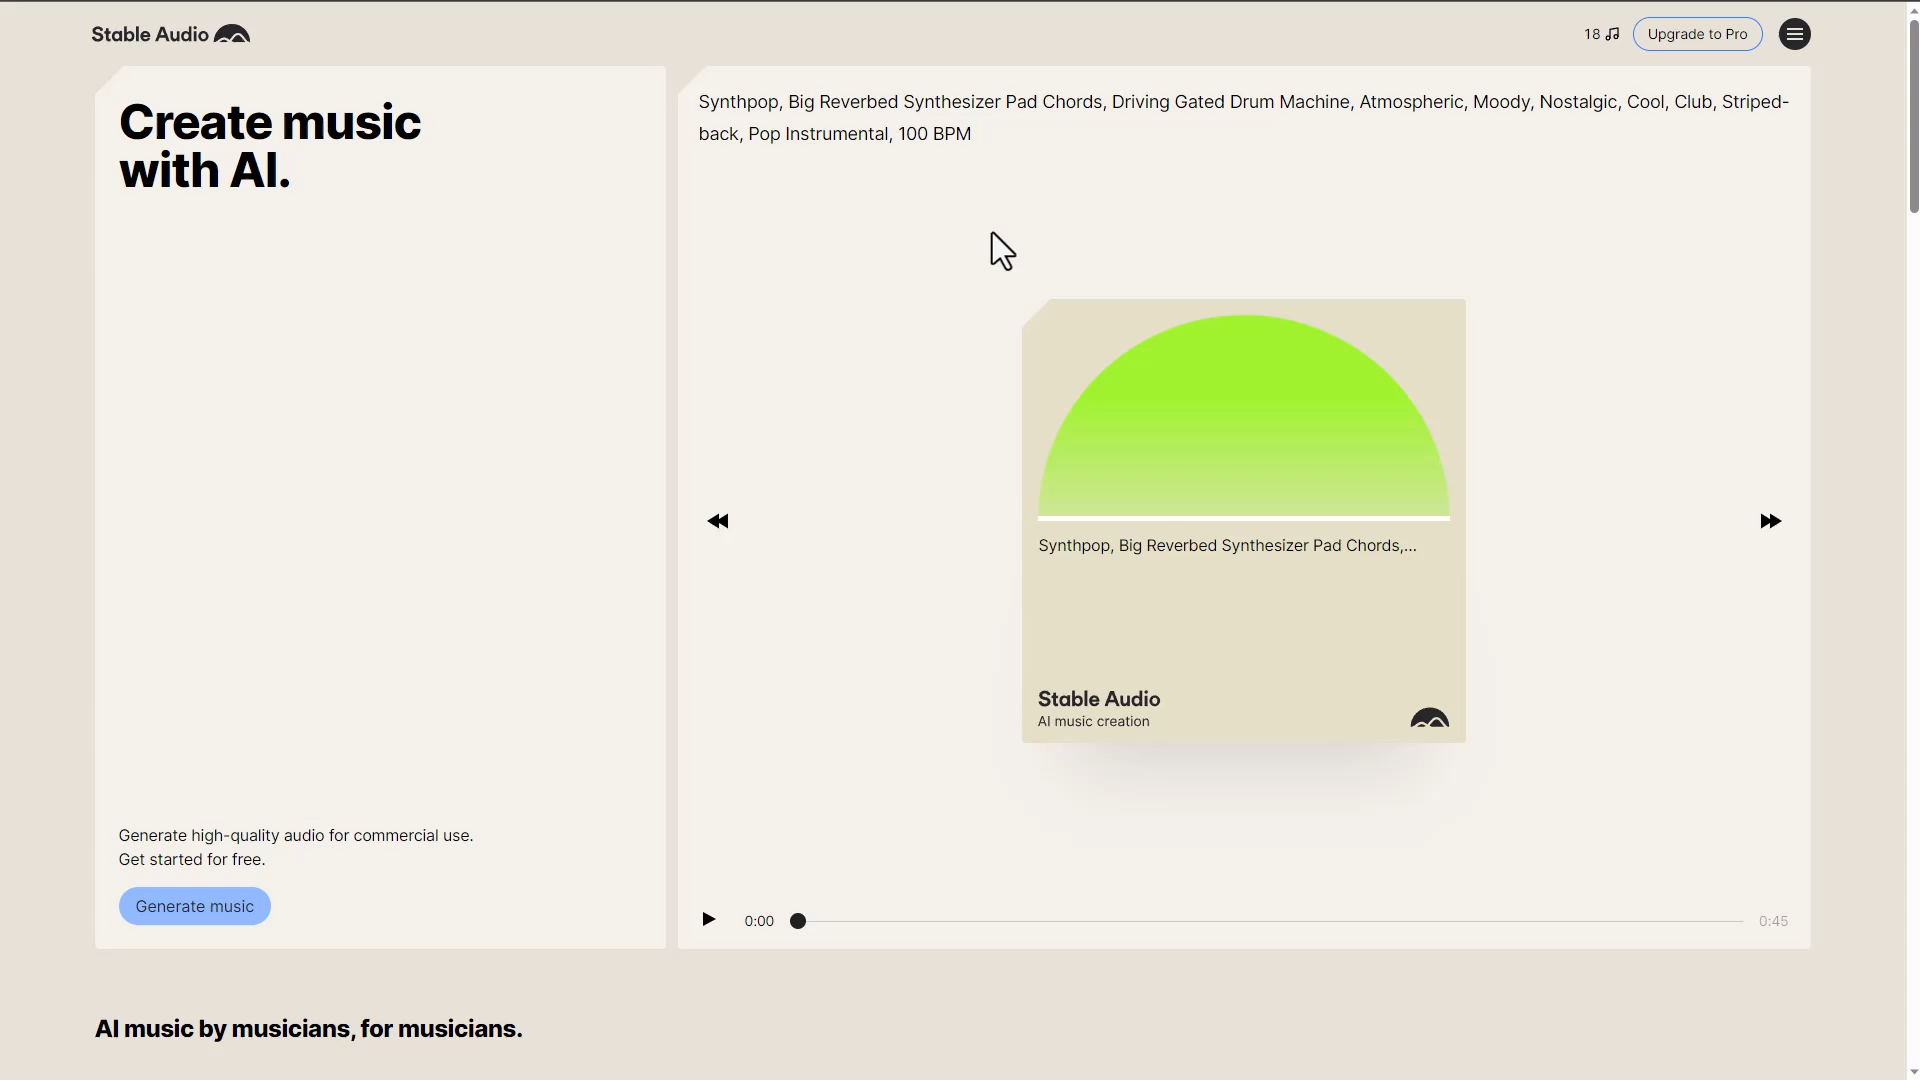 Stable Audio
18
Upgrade to Pro
Create music
with AI.
Generate high-quality audio for commercial use.
Get started for free.
Generate music
Synthpop, Big Reverbed Synthesizer Pad Chords, Driving Gated Drum Machine, Atmospheric, Moody, Nostalgic, Cool, Club, Striped-
back, Pop Instrumental, 100 BPM
Synthpop, Big Reverbed Synthesizer Pad Chords,...
Stable Audio
AI music creation
0:00
0:45
AI music by musicians, for musicians.